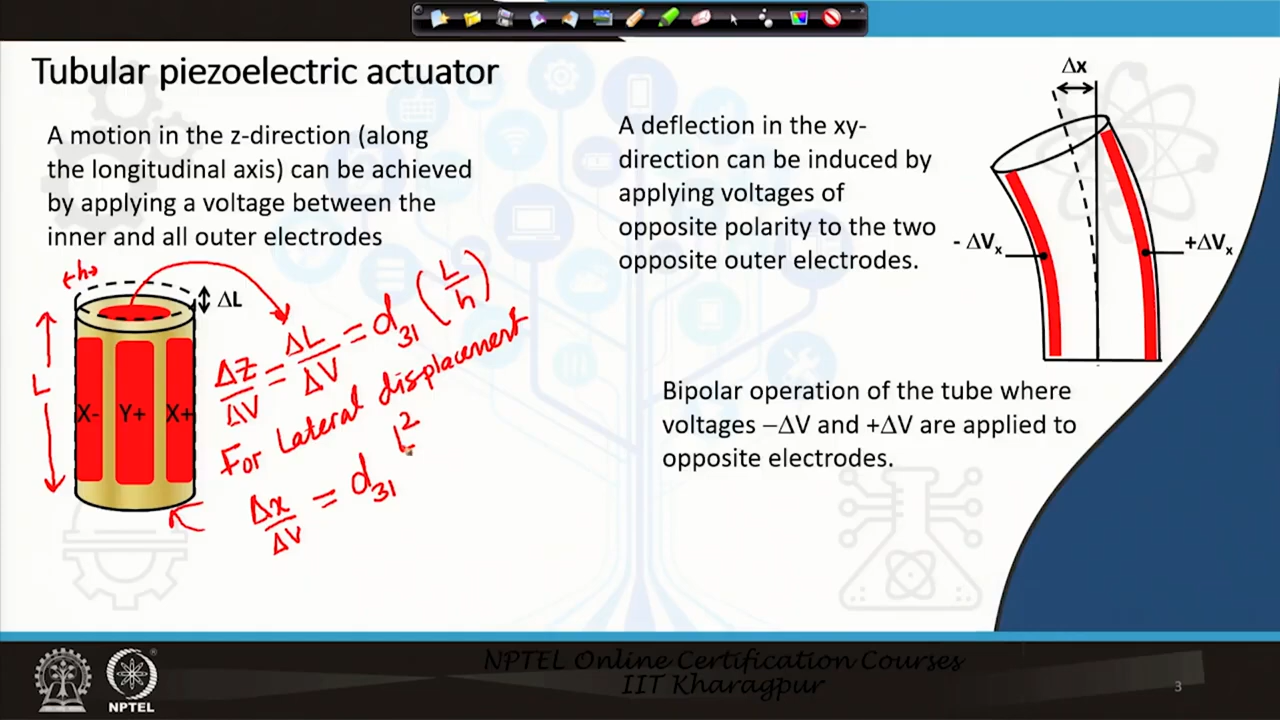 Tubular piezoelectric actuator
A motion in the z-direction (along
the longitudinal axis) can be achieved
by applying a voltage between the
inner and all outer electrodes
h
ΔL
L
X-
Y+
X+
ΔZ/ΔV = ΔL/ΔV = d31 (L/h)
For Lateral displacement
Δx/ΔV = d31 L²
A deflection in the xy-
direction can be induced by
applying voltages of
opposite polarity to the two
opposite outer electrodes.
Δx
- ΔVx
+ΔVx
Bipolar operation of the tube where
voltages −ΔV and +ΔV are applied to
opposite electrodes.
NPTEL
NPTEL Online Certification Courses
IIT Kharagpur
3